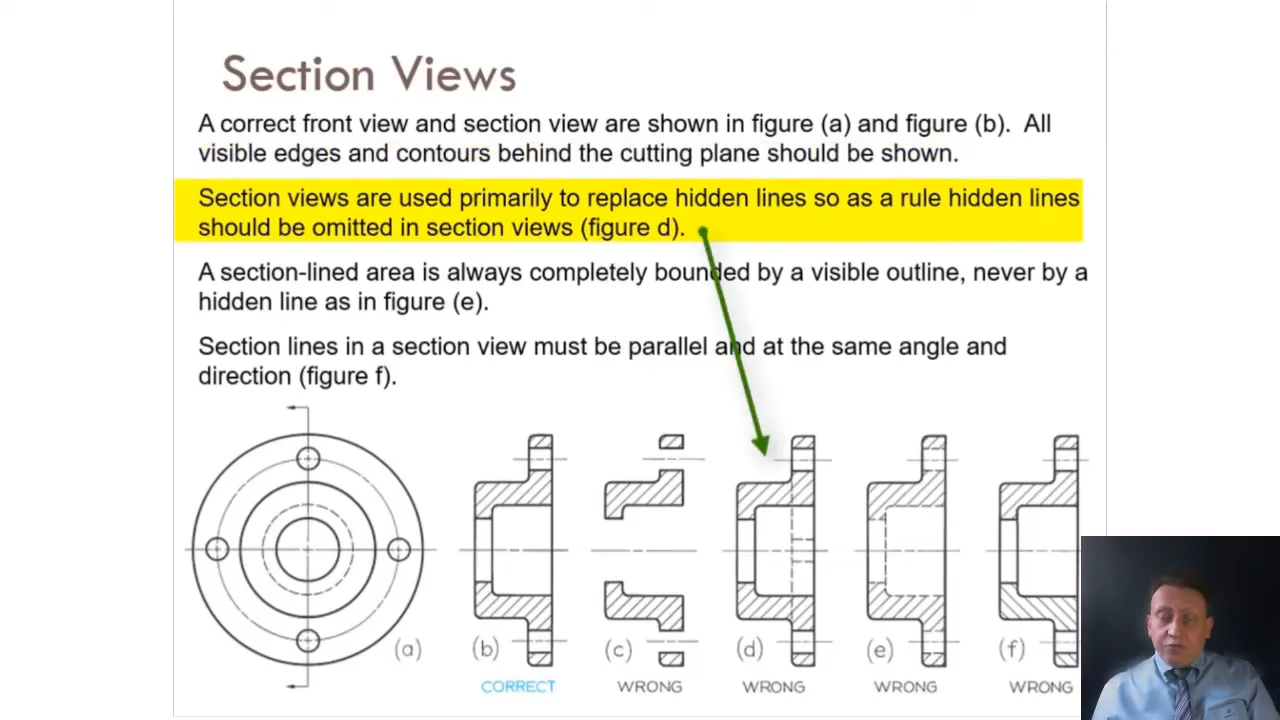 Section Views
A correct front view and section view are shown in figure (a) and figure (b). All
visible edges and contours behind the cutting plane should be shown.
Section views are used primarily to replace hidden lines so as a rule hidden lines
should be omitted in section views (figure d).
A section-lined area is always completely bounded by a visible outline, never by a
hidden line as in figure (e).
Section lines in a section view must be parallel and at the same angle and
direction (figure f).
(a) (b) (c) (d) (e) (f)
CORRECT WRONG WRONG WRONG WRONG